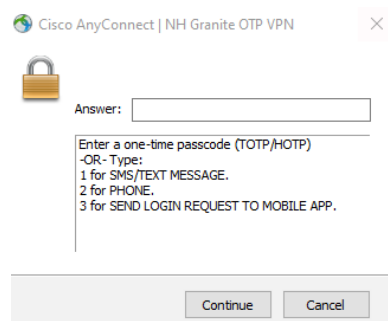 Cisco AnyConnect | NH Granite OTP VPN
Answer:
Enter a one-time passcode (TOTP/HOTP)
-OR- Type:
1 for SMS/TEXT MESSAGE.
2 for PHONE.
3 for SEND LOGIN REQUEST TO MOBILE APP.
Continue Cancel